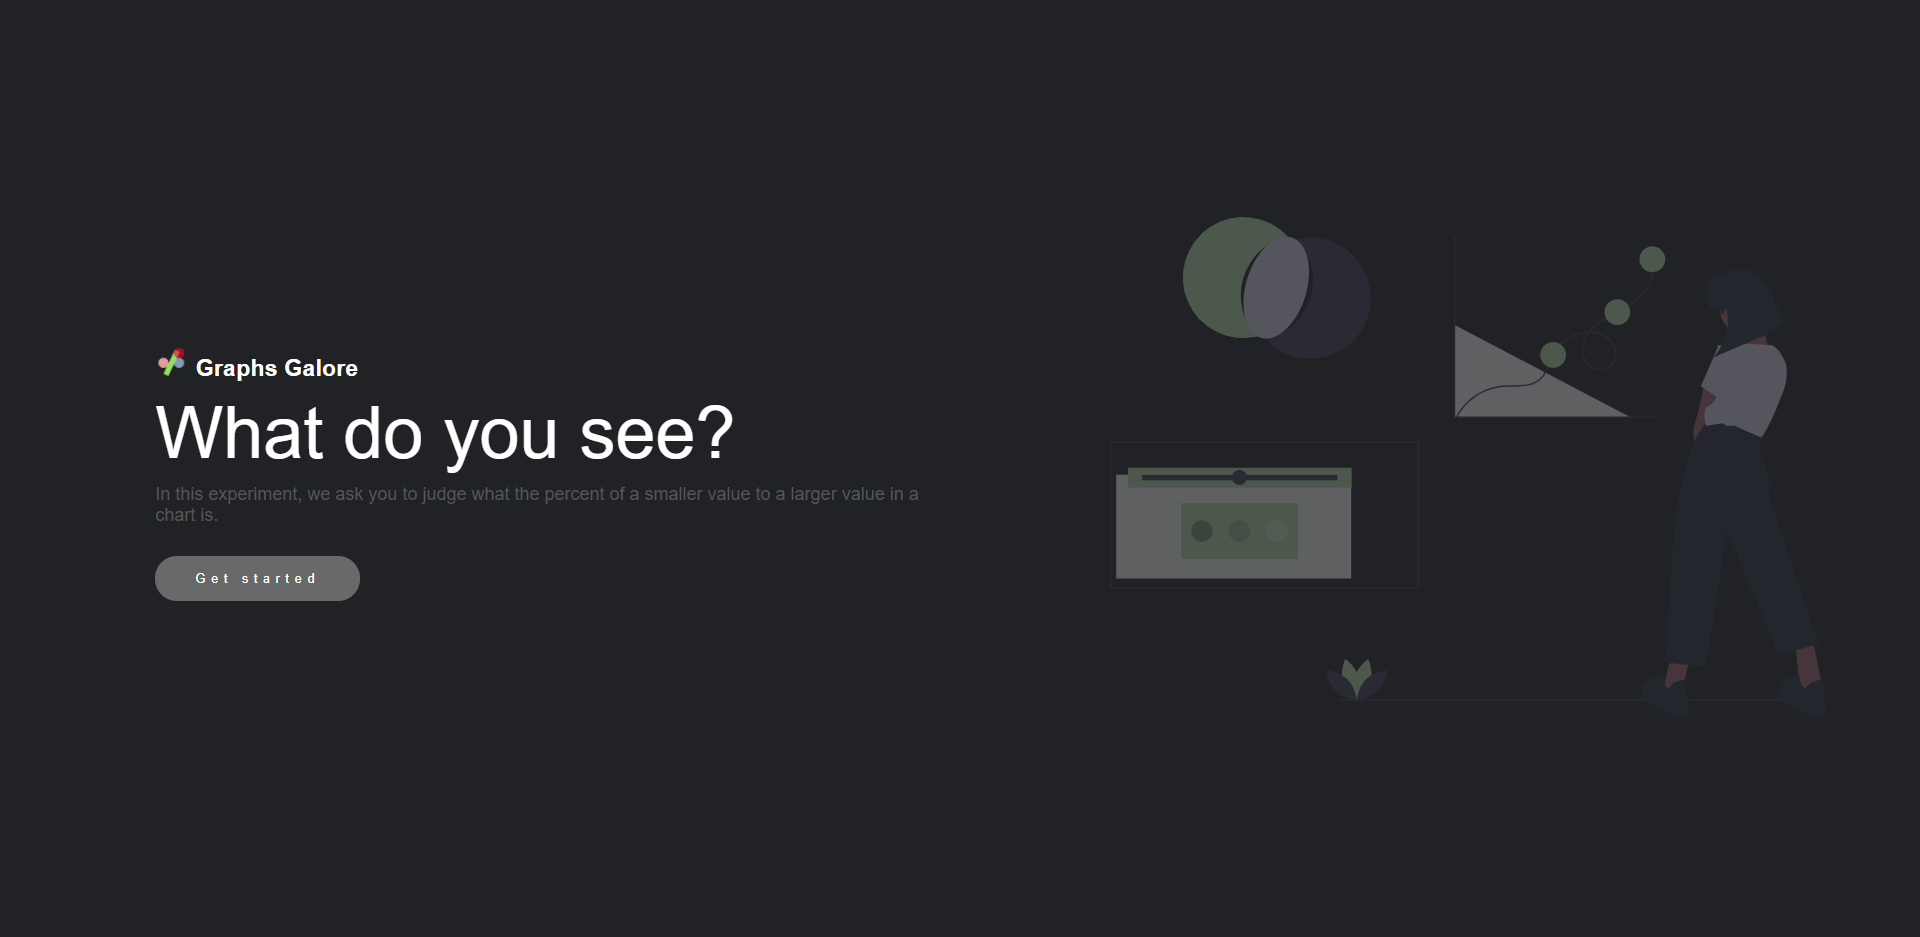 Graphs Galore
What do you see?
In this experiment, we ask you to judge what the percent of a smaller value to a larger value in a
chart is.
Get started